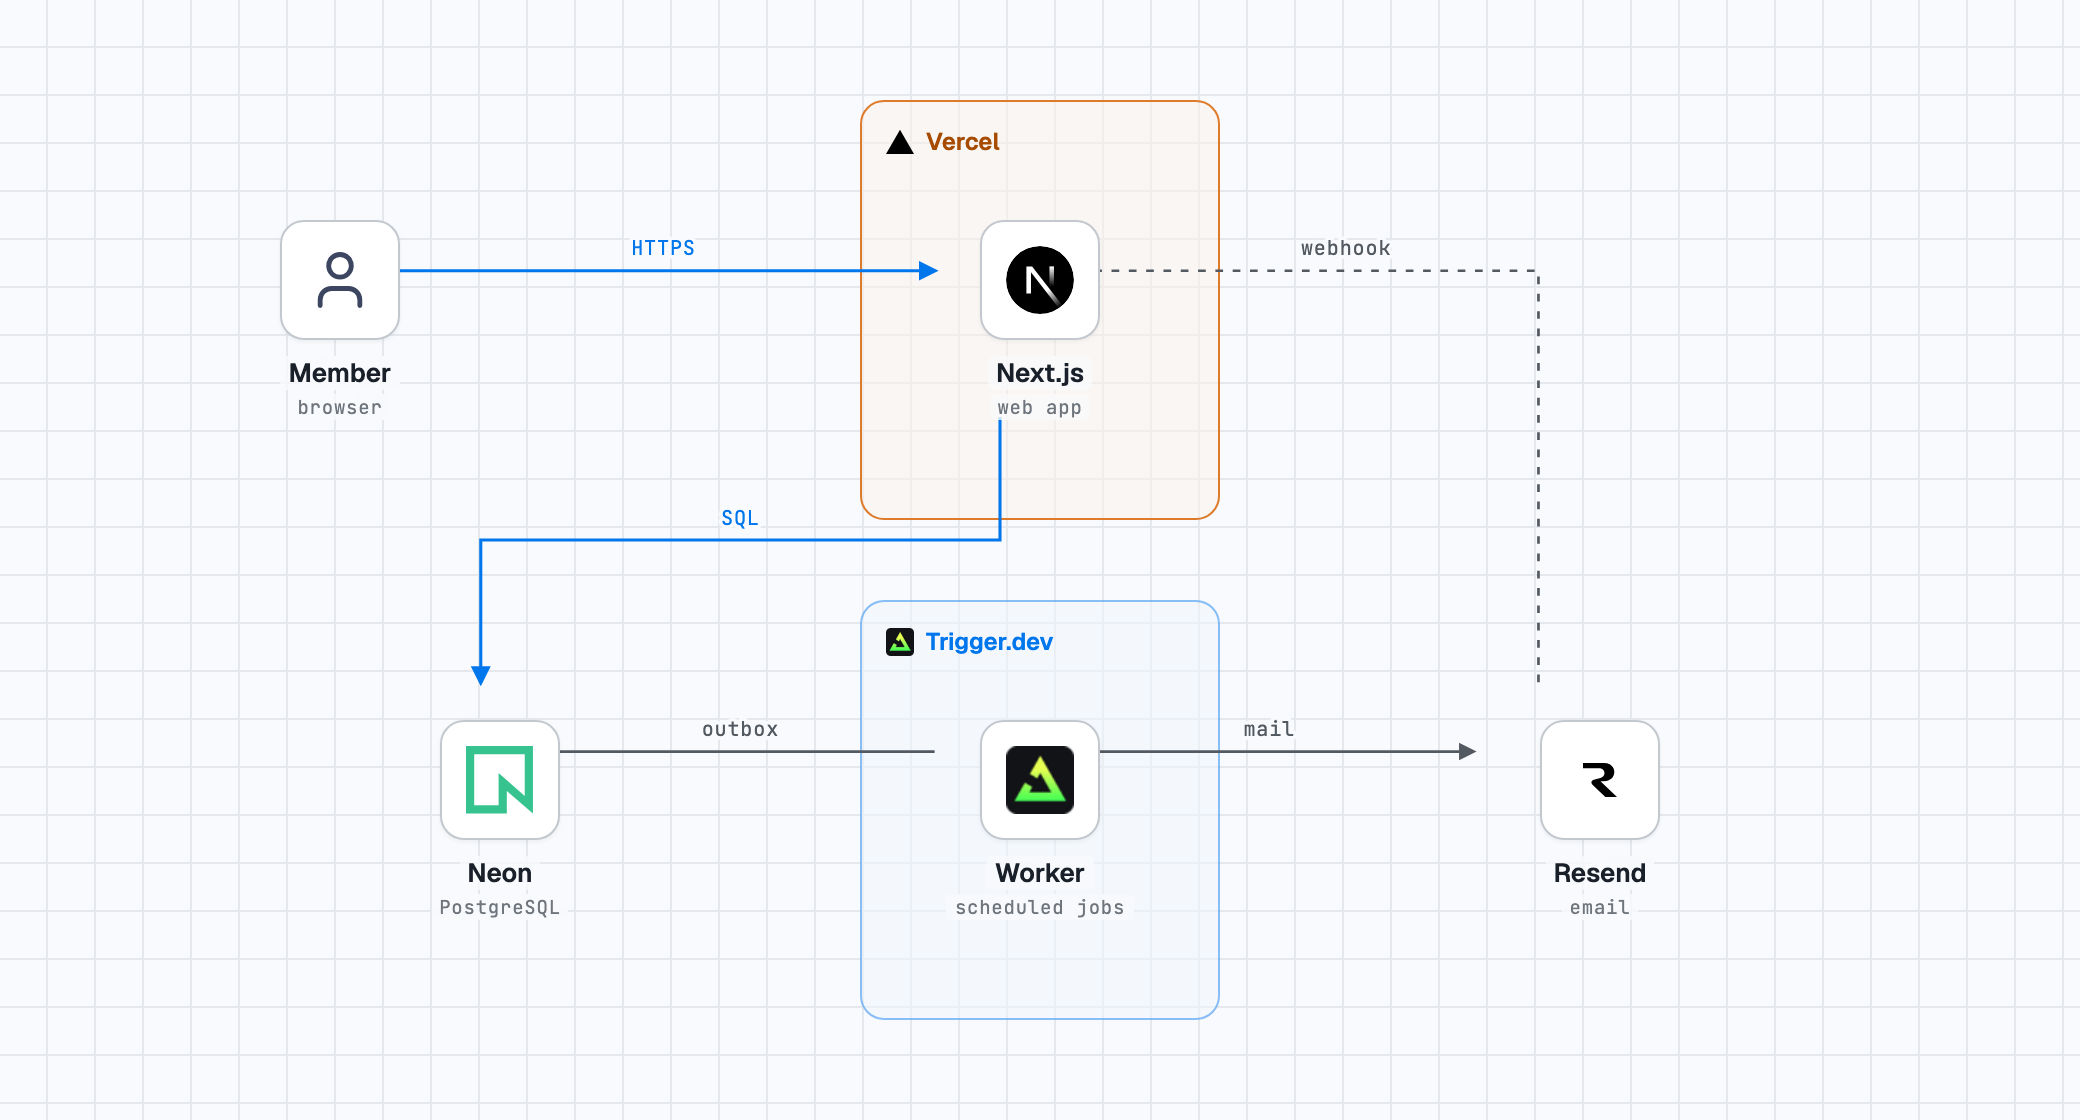 Vercel
HTTPS
webhook
Member
browser
Next.js
web app
SQL
Trigger.dev
outbox
mail
Neon
PostgreSQL
Worker
scheduled jobs
Resend
email